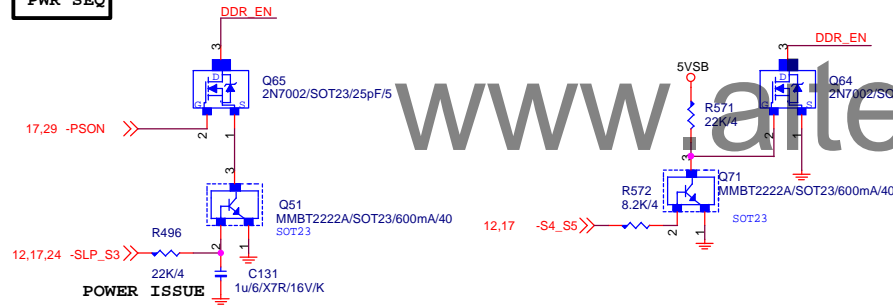 PWR SEQ
DDR_EN
3
D
G
S
Q65
2N7002/SOT23/25pF/5
17,29 -PSON
2
1
3
Q51
MMBT2222A/SOT23/600mA/40
SOT23
R496
12,17,24 -SLP_S3
2
1
22K/4
C131
1u/6/X7R/16V/K
POWER ISSUE
www.aite
DDR_EN
5VSB
3
D
G
S
Q64
2N7002/SO
R571
22K/4
2
1
3
Q71
MMBT2222A/SOT23/600mA/40
SOT23
R572
8.2K/4
12,17 -S4_S5
2
1